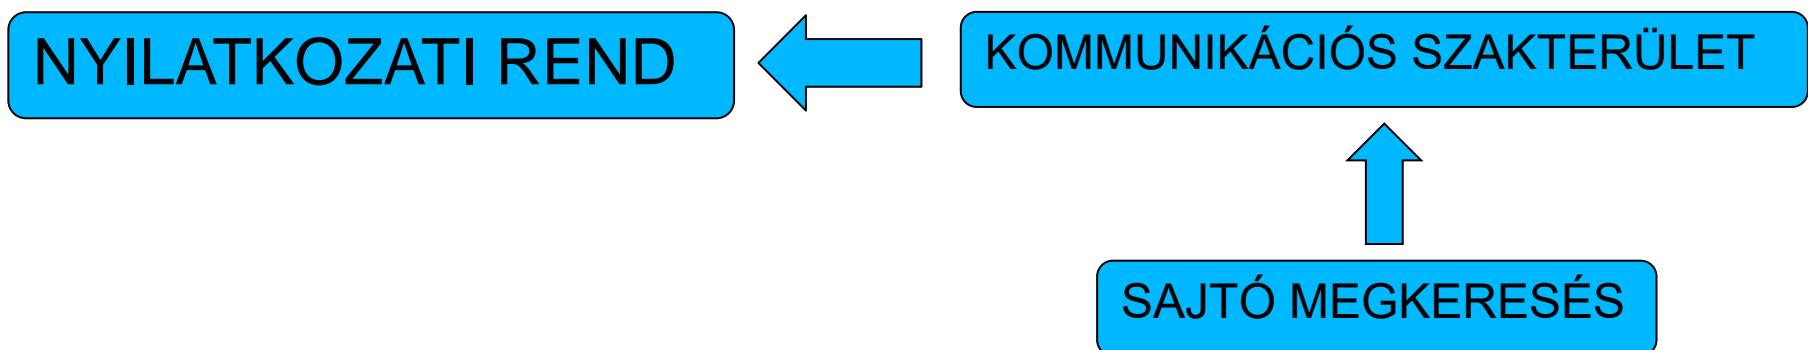 NYILATKOZATI REND
KOMMUNIKÁCIÓS SZAKTERÜLET
SAJTÓ MEGKERESÉS